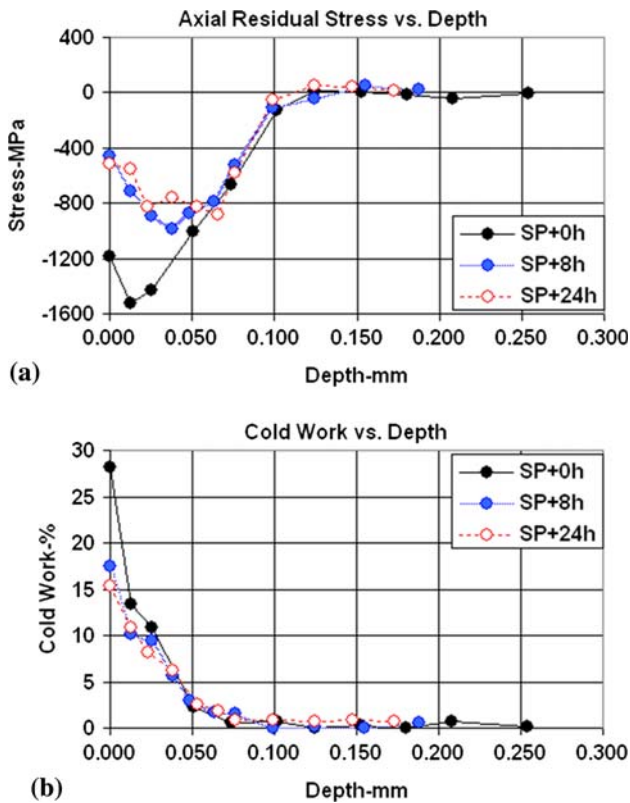 Axial Residual Stress vs. Depth
400
0
-400
-800
-1200
-1600
Stress-MPa
SP+0h
SP+8h
SP+24h
0.000 0.050 0.100 0.150 0.200 0.250 0.300
Depth-mm
(a)
Cold Work vs. Depth
30
25
20
15
10
5
0
Cold Work-%
SP+0h
SP+8h
SP+24h
0.000 0.050 0.100 0.150 0.200 0.250 0.300
Depth-mm
(b)